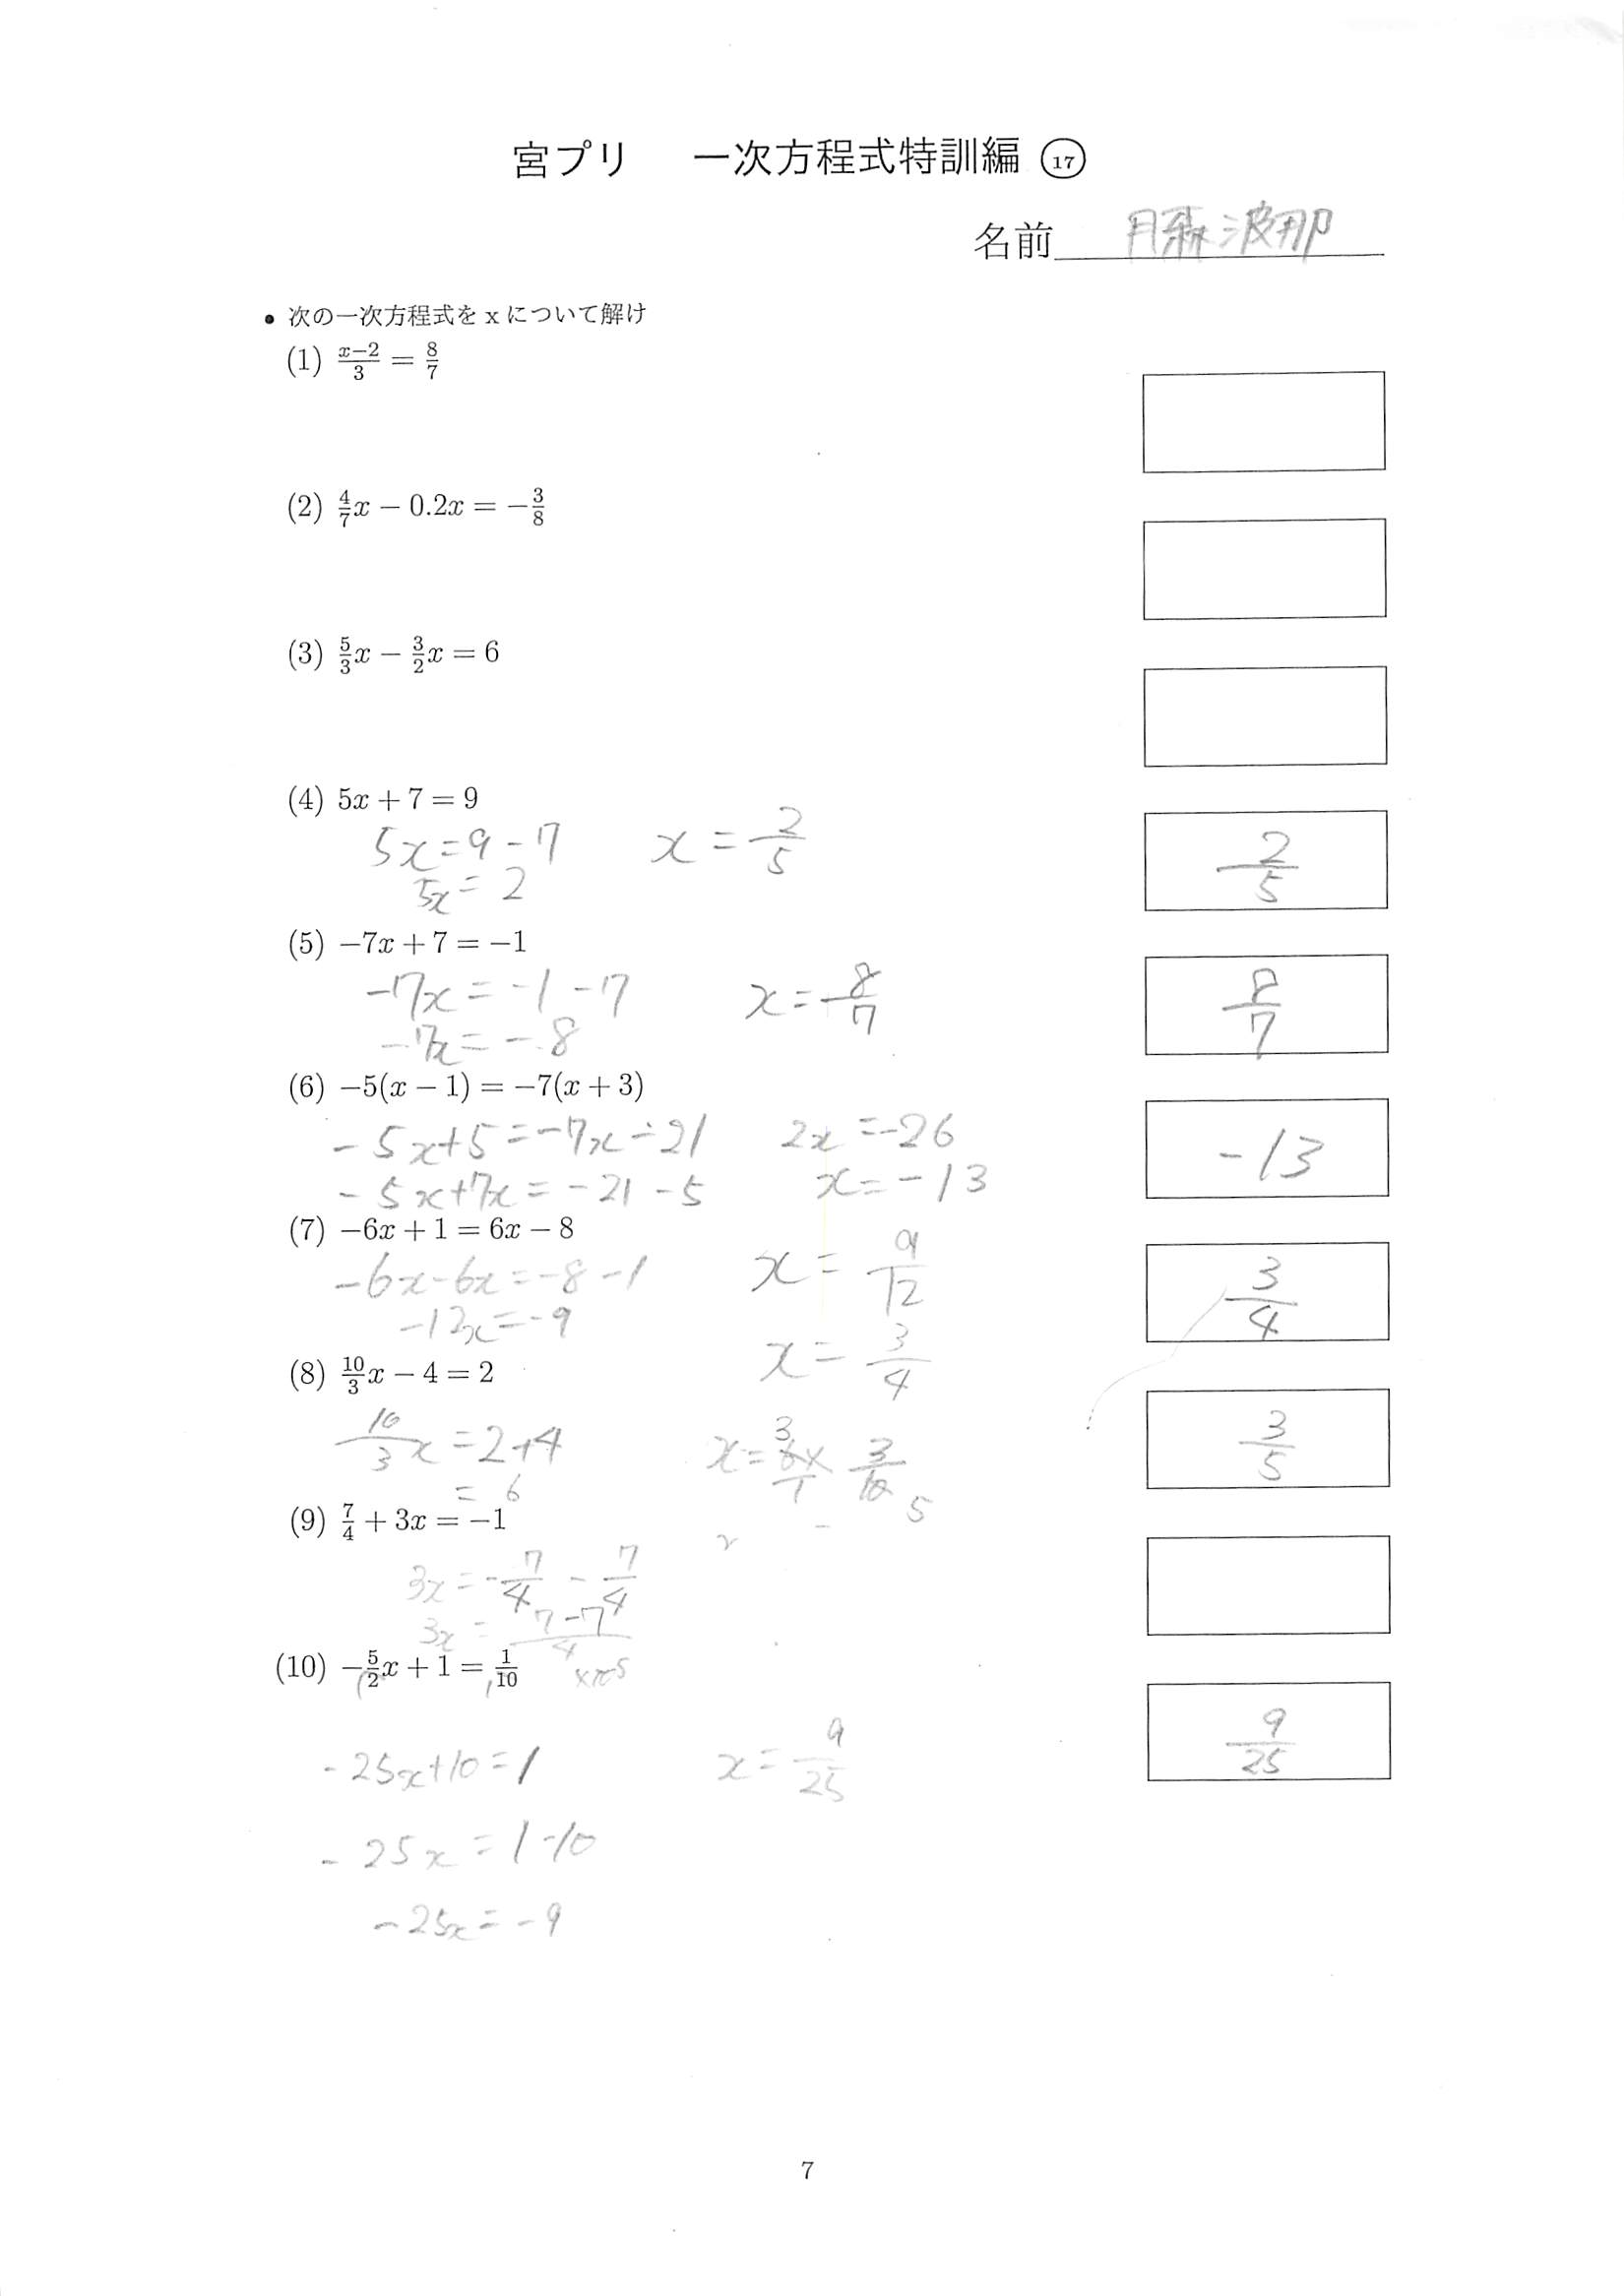 宮プリ 一次方程式特訓編 ⑰
名前 波那
• 次の一次方程式を x について解け
(1) \frac{x-2}{3} = \frac{8}{7}
(2) \frac{4}{7}x − 0.2x = −\frac{3}{8}
(3) \frac{5}{3}x − \frac{3}{2}x = 6
(4) 5x + 7 = 9
5x = 9 − 7 x = \frac{2}{5} \frac{2}{5}
5x = 2
(5) −7x + 7 = −1
−7x = −1 − 7 x = \frac{8}{7} \frac{8}{7}
−7x = −8
(6) −5(x − 1) = −7(x + 3)
−5x+5 = −7x − 21 2x = −26 −13
−5x+7x = −21 − 5 x = −13
(7) −6x + 1 = 6x − 8
−6x−6x = −8 −1 x = \frac{9}{12} \frac{3}{4}
−12x = −9
x = \frac{3}{4}
(8) \frac{10}{3}x − 4 = 2
\frac{10}{3}x = 2+4 x = \frac{6}{1} × \frac{3}{10} \frac{3}{5}
= 6 3 5
(9) \frac{7}{4} + 3x = −1
3x = −\frac{7}{4} − \frac{7}{4}
3x = \frac{7−7}{4}
(10) −\frac{5}{2}x + 1 = \frac{1}{10}
−25x+10 = 1 x = \frac{9}{25} \frac{9}{25}
−25x = 1−10
−25x = −9
7